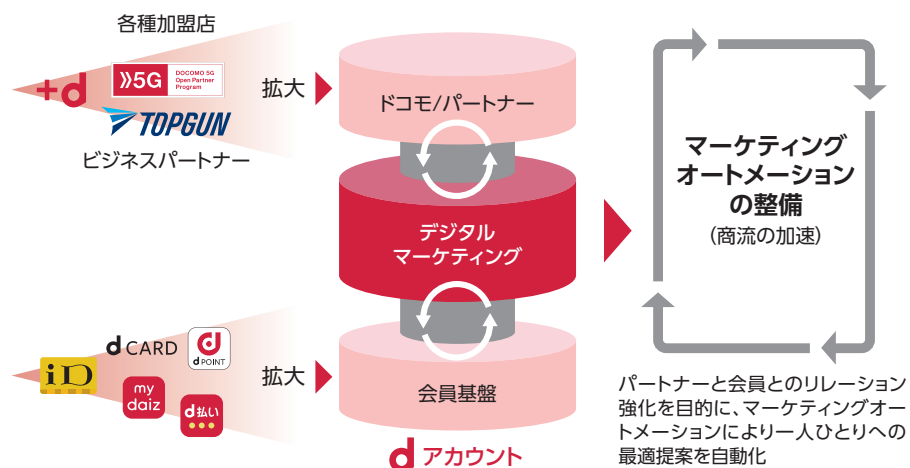 各種加盟店
+d
5G
DOCOMO 5G
Open Partner
Program
TOPGUN
ビジネスパートナー
拡大
ドコモ/パートナー
デジタル
マーケティング
iD
d CARD
d POINT
my
daiz
d払い
拡大
会員基盤
d アカウント
マーケティング
オートメーション
の整備
(商流の加速)
パートナーと会員とのリレーション
強化を目的に、マーケティングオー
トメーションにより一人ひとりへの
最適提案を自動化